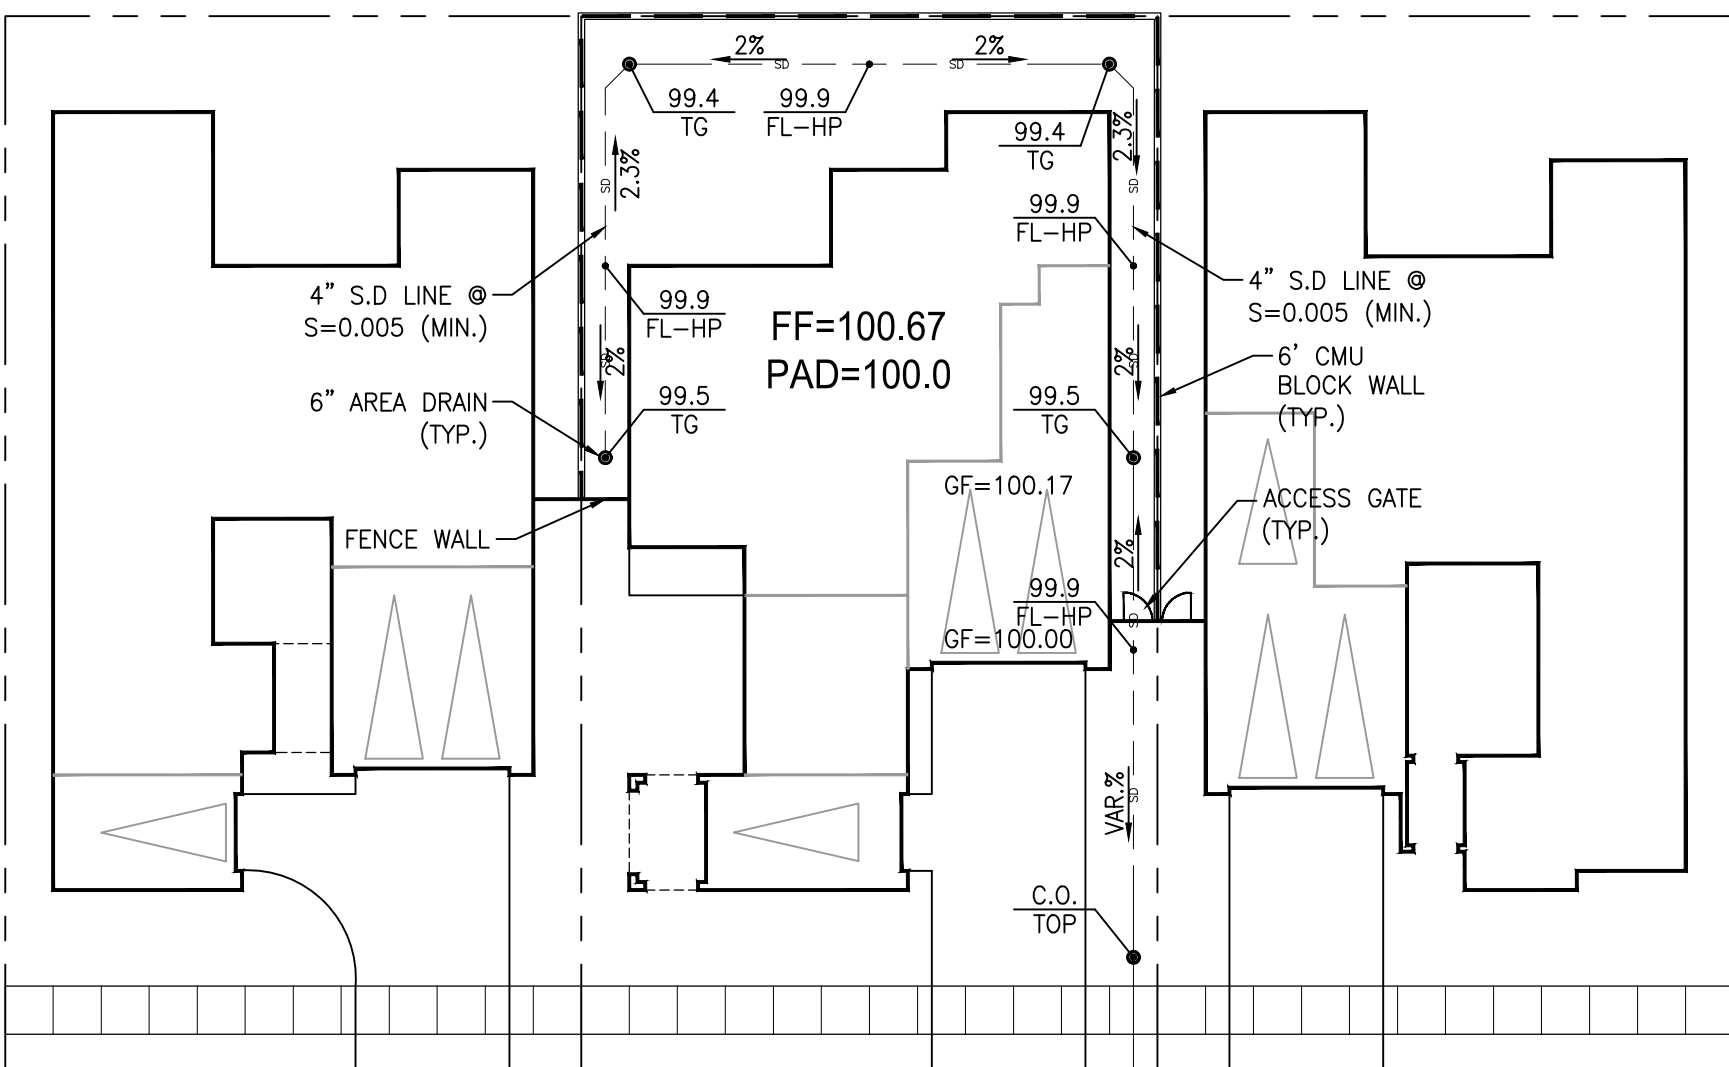 2%
2%
SD
SD
99.4
TG
99.9
FL-HP
99.4
TG
2.3%
2.3%
SD
SD
99.9
FL-HP
4" S.D LINE @
S=0.005 (MIN.)
99.9
FL-HP
FF=100.67
PAD=100.0
4" S.D LINE @
S=0.005 (MIN.)
2%
SD
2%
SD
6' CMU
BLOCK WALL
(TYP.)
6" AREA DRAIN
(TYP.)
99.5
TG
99.5
TG
GF=100.17
ACCESS GATE
(TYP.)
FENCE WALL
2%
99.9
FL-HP
SD
GF=100.00
VAR.%
SD
C.O.
TOP